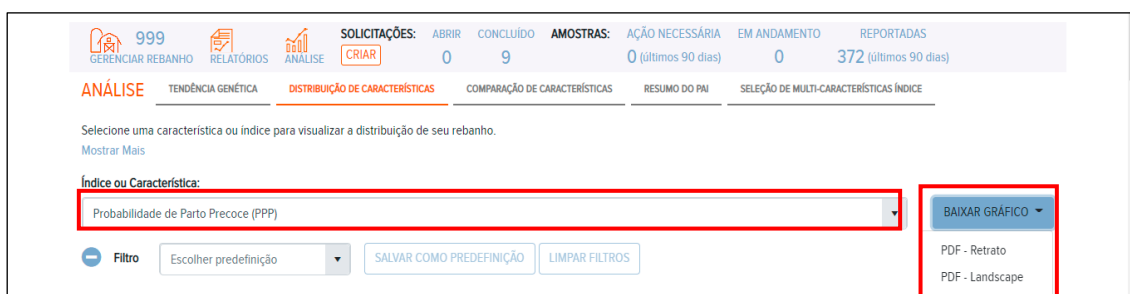 999
GERENCIAR REBANHO
RELATÓRIOS
ANÁLISE
SOLICITAÇÕES:
CRIAR
ABRIR
0
CONCLUÍDO
9
AMOSTRAS:
AÇÃO NECESSÁRIA
0 (últimos 90 dias)
EM ANDAMENTO
0
REPORTADAS
372 (últimos 90 dias)
ANÁLISE
TENDÊNCIA GENÉTICA
DISTRIBUIÇÃO DE CARACTERÍSTICAS
COMPARAÇÃO DE CARACTERÍSTICAS
RESUMO DO PAI
SELEÇÃO DE MULTI-CARACTERÍSTICAS ÍNDICE
Selecione uma característica ou índice para visualizar a distribuição de seu rebanho.
Mostrar Mais
Índice ou Característica:
Probabilidade de Parto Precoce (PPP)
BAIXAR GRÁFICO
PDF - Retrato
PDF - Landscape
Filtro
Escolher predefinição
SALVAR COMO PREDEFINIÇÃO
LIMPAR FILTROS